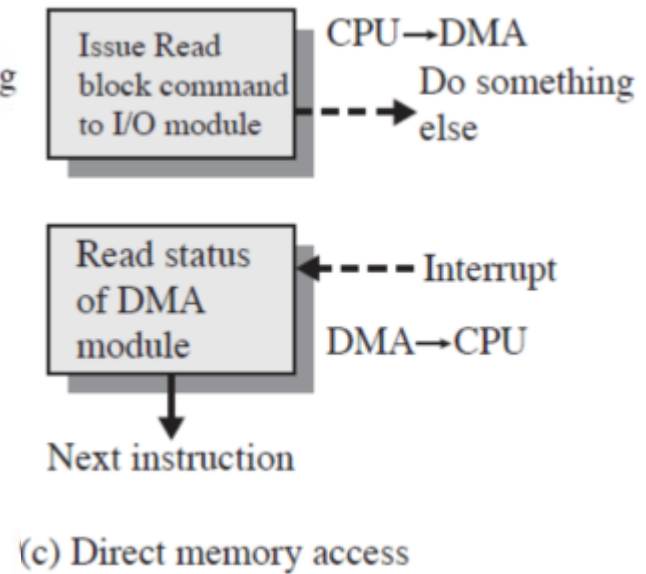 Issue Read
block command
to I/O module
CPU→DMA
Do something
else
Read status
of DMA
module
Interrupt
DMA→CPU
Next instruction
(c) Direct memory access